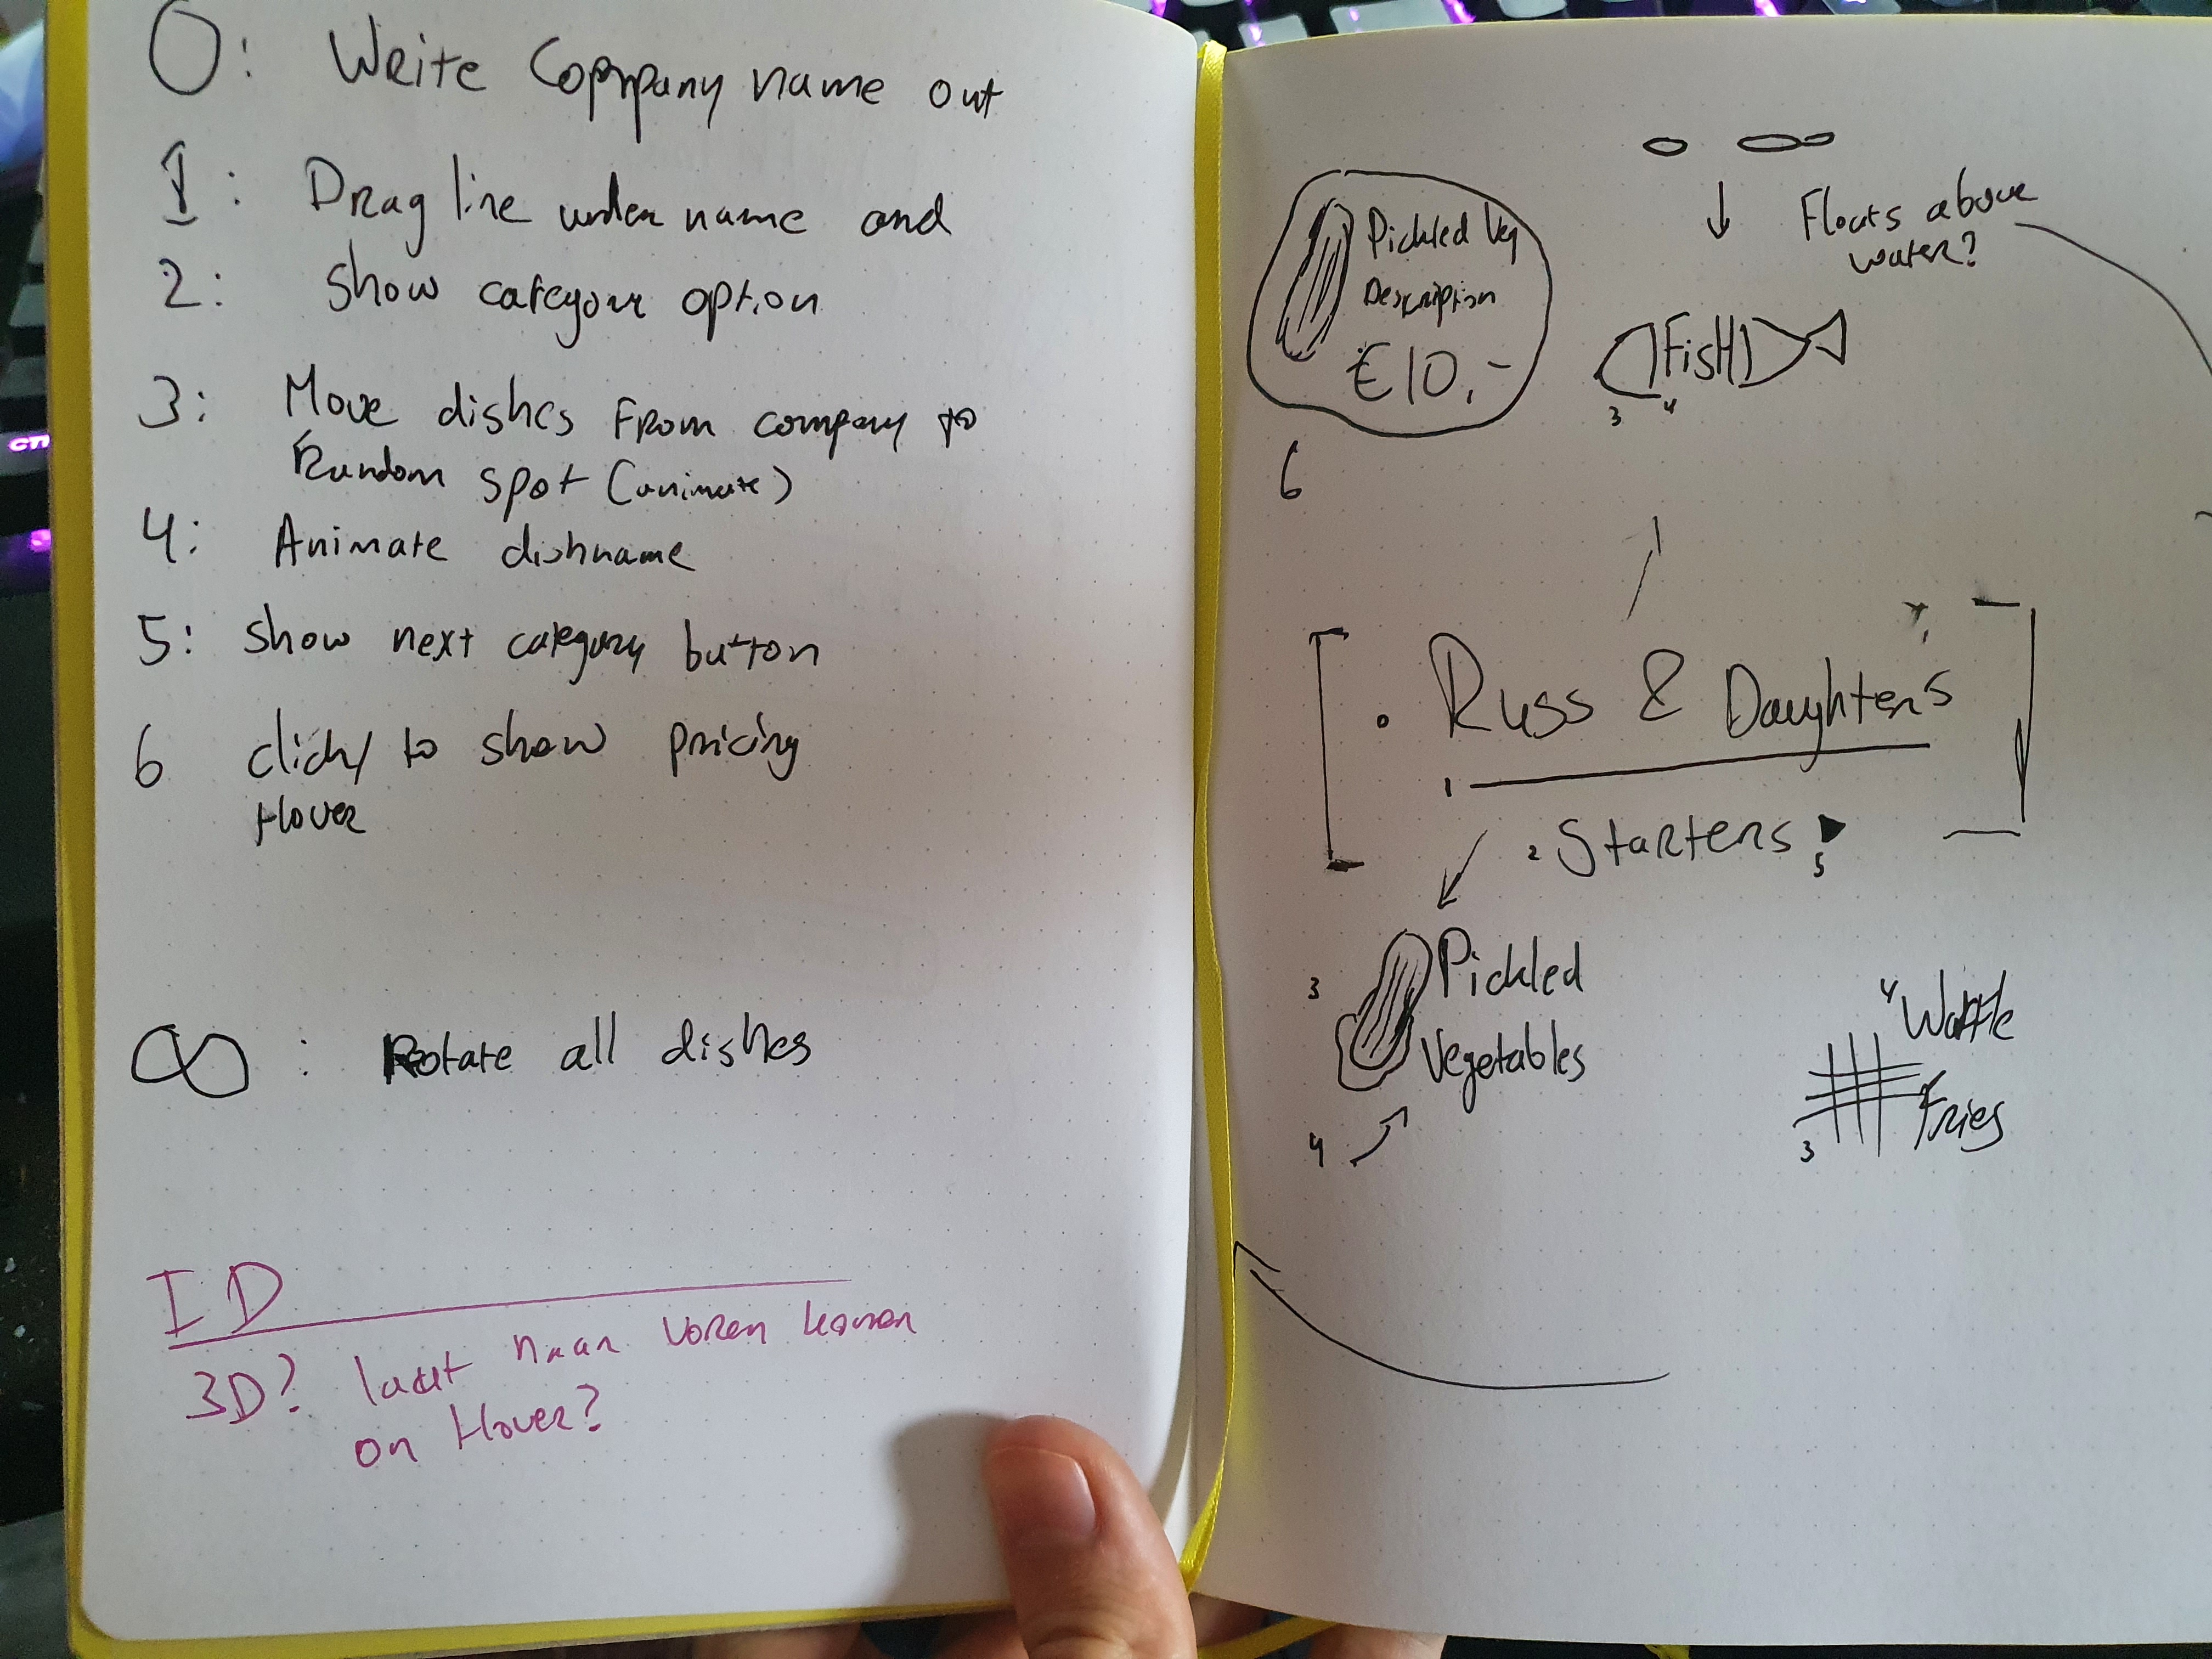 0: Write Company name out
1: Drag line under name and
2: show category option
3: Move dishes from company to
Random spot (animate)
4: Animate dishname
5: show next category button
6 click/ to show pricing
Hover
∞: Rotate all dishes
ID
3D? laat naar voren komen
on Hover?
Floats above
water?
Pickled Veg
Description
€10,-
6
FisH
3 4
0 Russ & Daughters
1
2 Starters
5
3 Pickled
Vegetables
4
4 Waffle
Fries
3